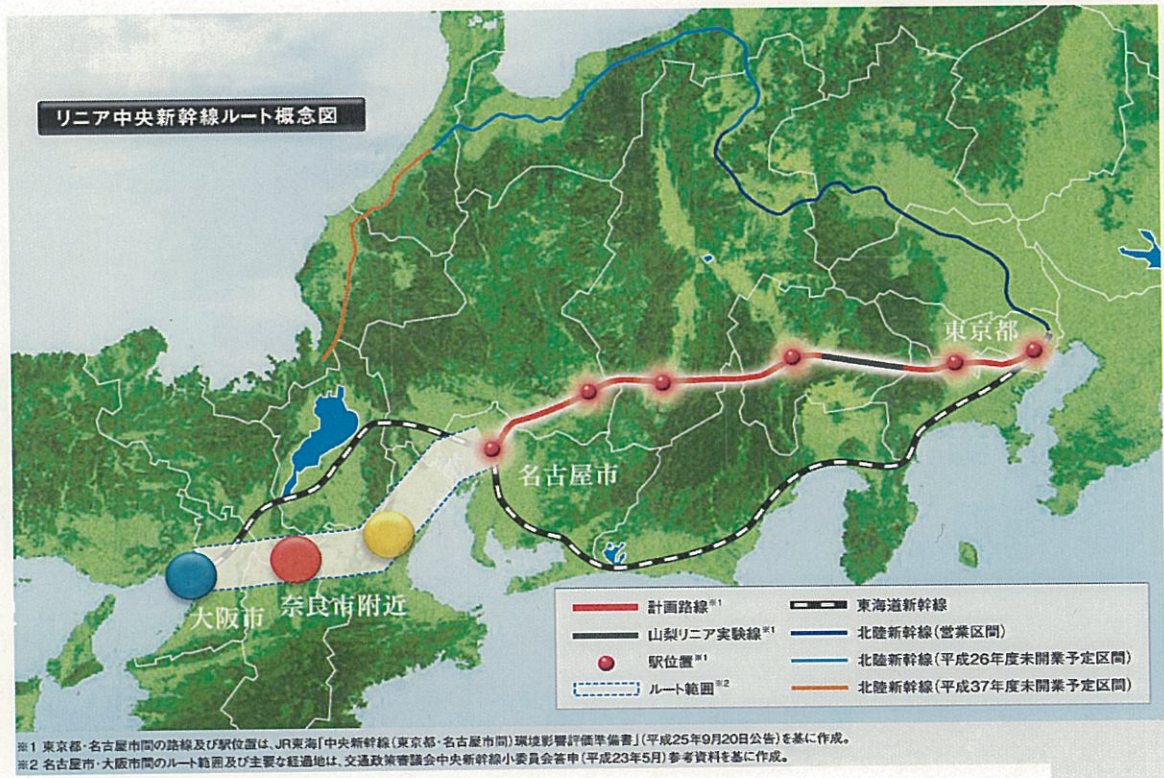 リニア中央新幹線ルート概念図
東京都
名古屋市
大阪市
奈良市附近
計画路線※1
山梨リニア実験線※1
駅位置※1
ルート範囲※2
東海道新幹線
北陸新幹線(営業区間)
北陸新幹線(平成26年度末開業予定区間)
北陸新幹線(平成37年度末開業予定区間)
※1 東京都・名古屋市間の路線及び駅位置は、JR東海「中央新幹線(東京都・名古屋市間)環境影響評価準備書」(平成25年9月20日公告)を基に作成。
※2 名古屋市・大阪市間のルート範囲及び主要な経過地は、交通政策審議会中央新幹線小委員会答申(平成23年5月)参考資料を基に作成。